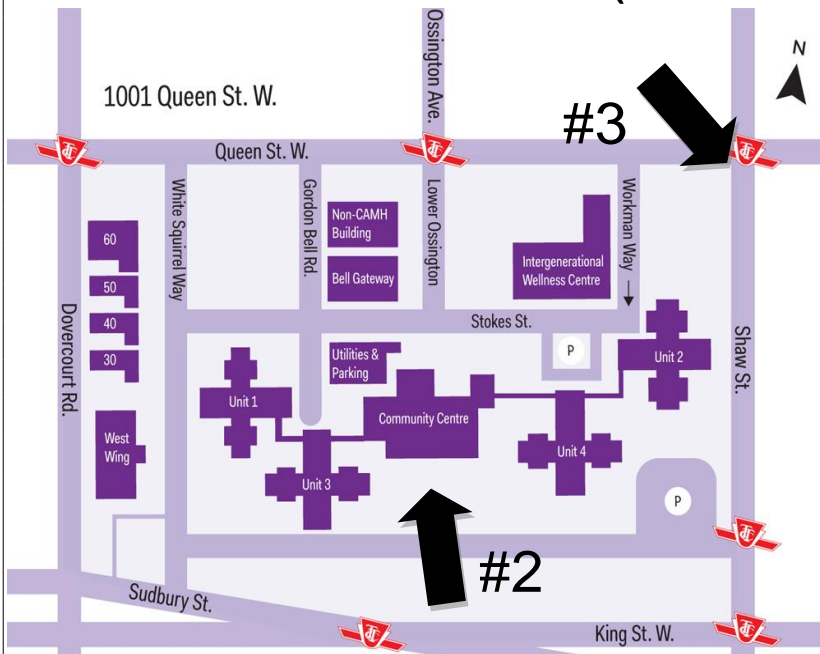 Ossington Ave.
N
1001 Queen St. W.
#3
Queen St. W.
White Squirrel Way
Gordon Bell Rd.
Non-CAMH
Building
Lower Ossington
Workman Way
60
Bell Gateway
Intergenerational
Wellness Centre
50
Dovercourt Rd.
40
Stokes St.
Shaw St.
30
Utilities &
Parking
P
Unit 2
Unit 1
Community Centre
West
Wing
Unit 4
Unit 3
P
#2
Sudbury St.
King St. W.